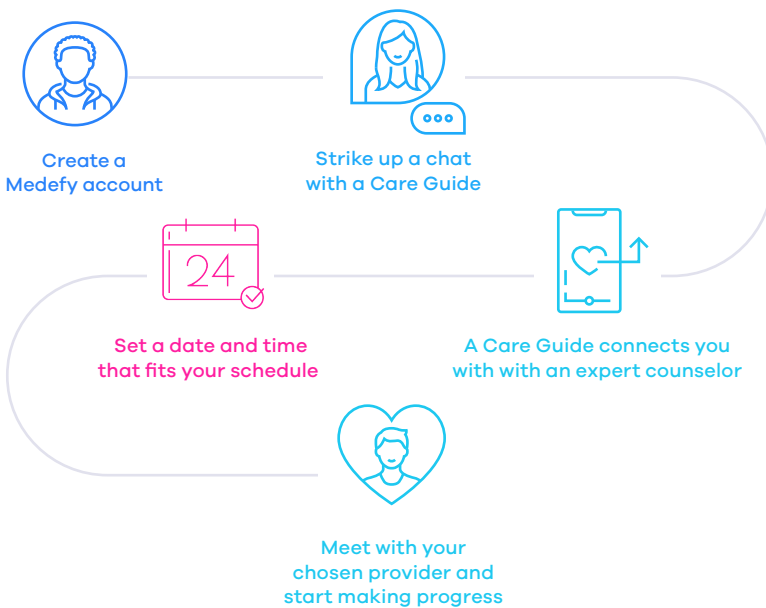 Create a
Medefy account
Strike up a chat
with a Care Guide
A Care Guide connects you
with with an expert counselor
24
Set a date and time
that fits your schedule
Meet with your
chosen provider and
start making progress